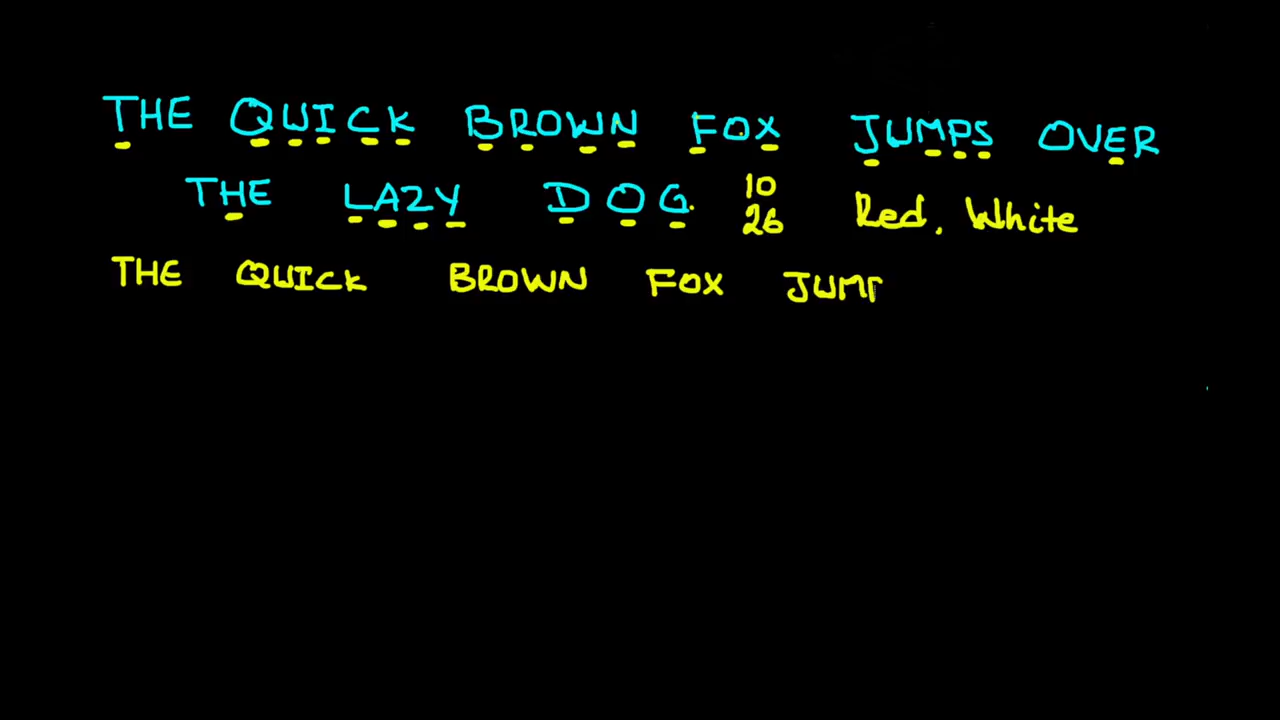 THE QUICK BROWN FOX JUMPS OVER
THE LAZY DOG.
10
26
Red, White
THE QUICK BROWN FOX JUMP